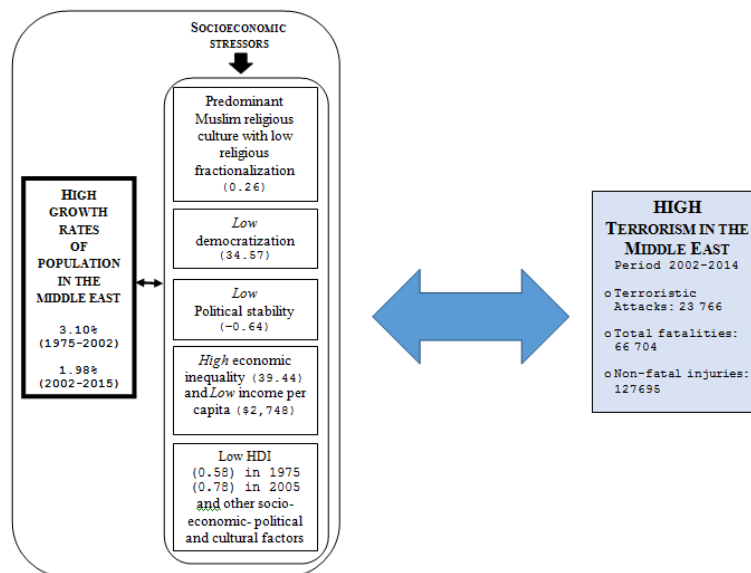 SOCIOECONOMIC
STRESSORS
Predominant
Muslim religious
culture with low
religious
fractionalization
(0.26)
HIGH
GROWTH
RATES
OF
POPULATION
IN THE
MIDDLE EAST
3.10%
(1975-2002)
1.98%
(2002-2015)
Low
democratization
(34.57)
Low
Political stability
(−0.64)
High economic
inequality (39.44)
and Low income per
capita ($2,748)
Low HDI
(0.58) in 1975
(0.78) in 2005
and other socio-
economic- political
and cultural factors
HIGH
TERRORISM IN THE
MIDDLE EAST
Period 2002-2014
o Terroristic
Attacks: 23 766
o Total fatalities:
66 704
o Non-fatal injuries:
127695